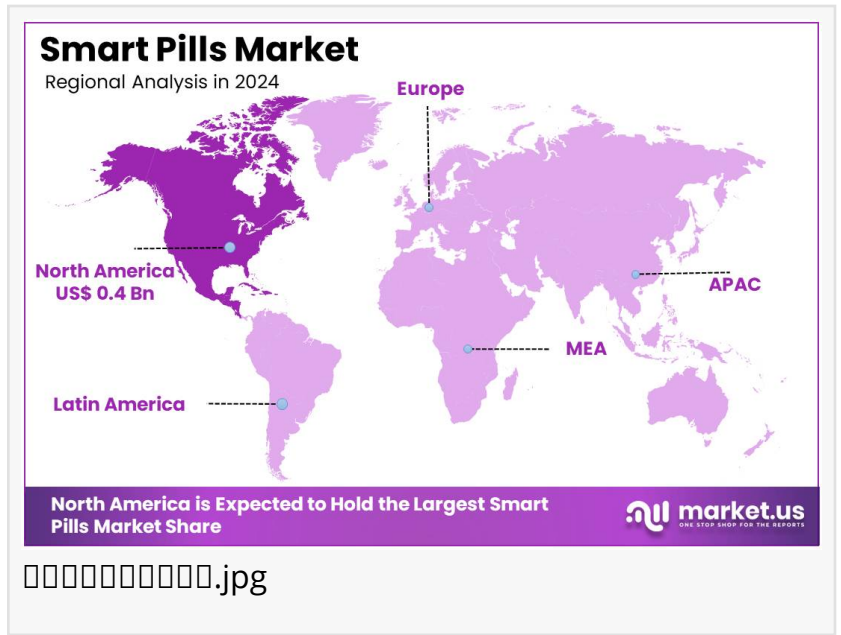 Smart Pills Market
Regional Analysis in 2024
Europe
North America
US$ 0.4 Bn
APAC
MEA
Latin America
North America is Expected to Hold the Largest Smart
Pills Market Share
market.us
ONE STOP SHOP FOR THE REPORTS
.jpg